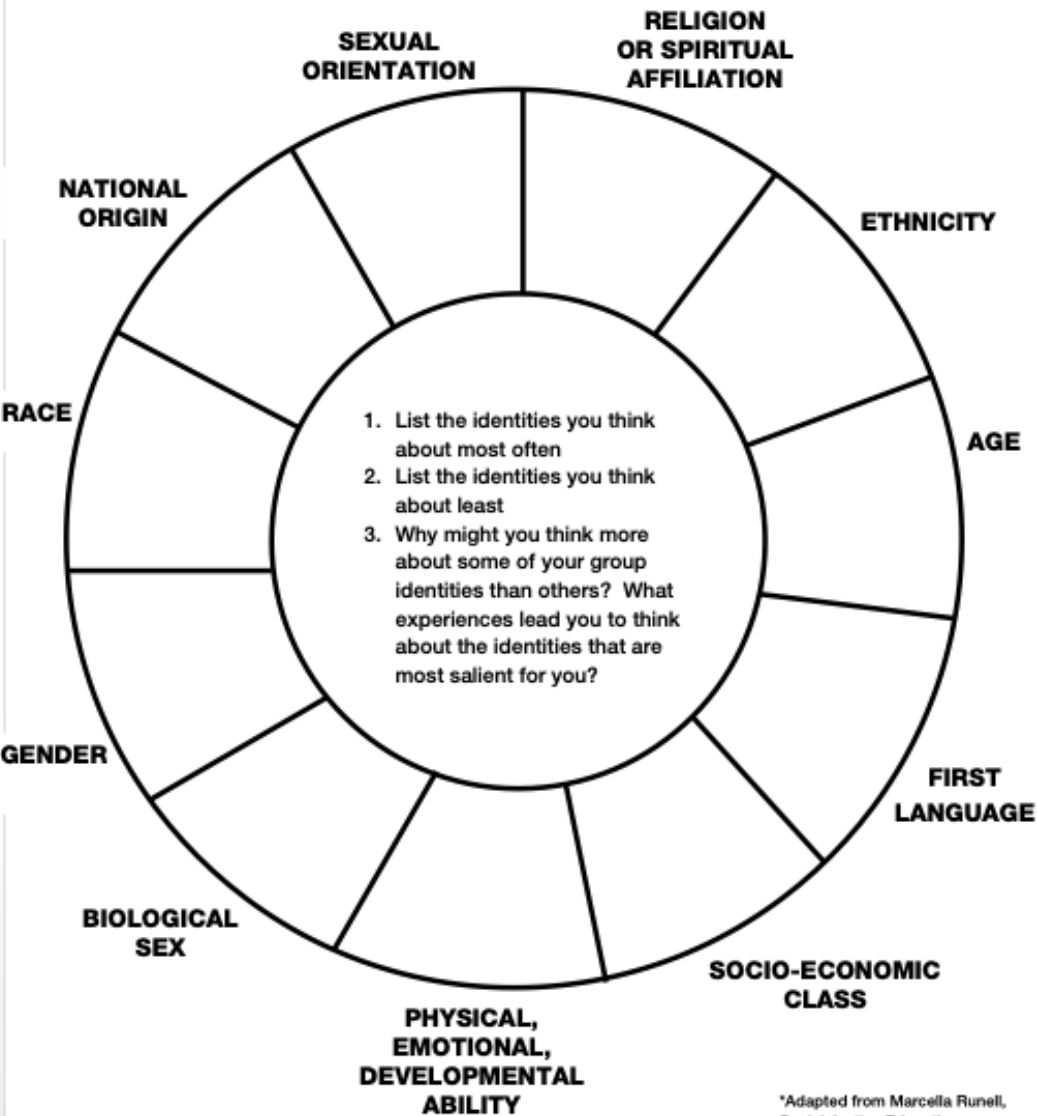 RELIGION
OR SPIRITUAL
AFFILIATION
SEXUAL
ORIENTATION
NATIONAL
ORIGIN
ETHNICITY
RACE
AGE
1. List the identities you think
about most often
2. List the identities you think
about least
3. Why might you think more
about some of your group
identities than others? What
experiences lead you to think
about the identities that are
most salient for you?
GENDER
FIRST
LANGUAGE
BIOLOGICAL
SEX
SOCIO-ECONOMIC
CLASS
PHYSICAL,
EMOTIONAL,
DEVELOPMENTAL
ABILITY
*Adapted from Marcella Runell,